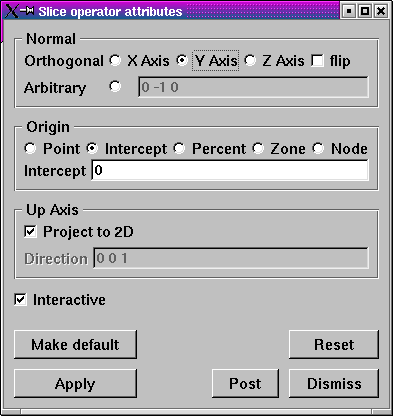 Slice operator attributes
Normal
Orthogonal X Axis Y Axis Z Axis flip
Arbitrary 0 -1 0
Origin
Point Intercept Percent Zone Node
Intercept 0
Up Axis
Project to 2D
Direction 0 0 1
Interactive
Make default Reset
Apply Post Dismiss